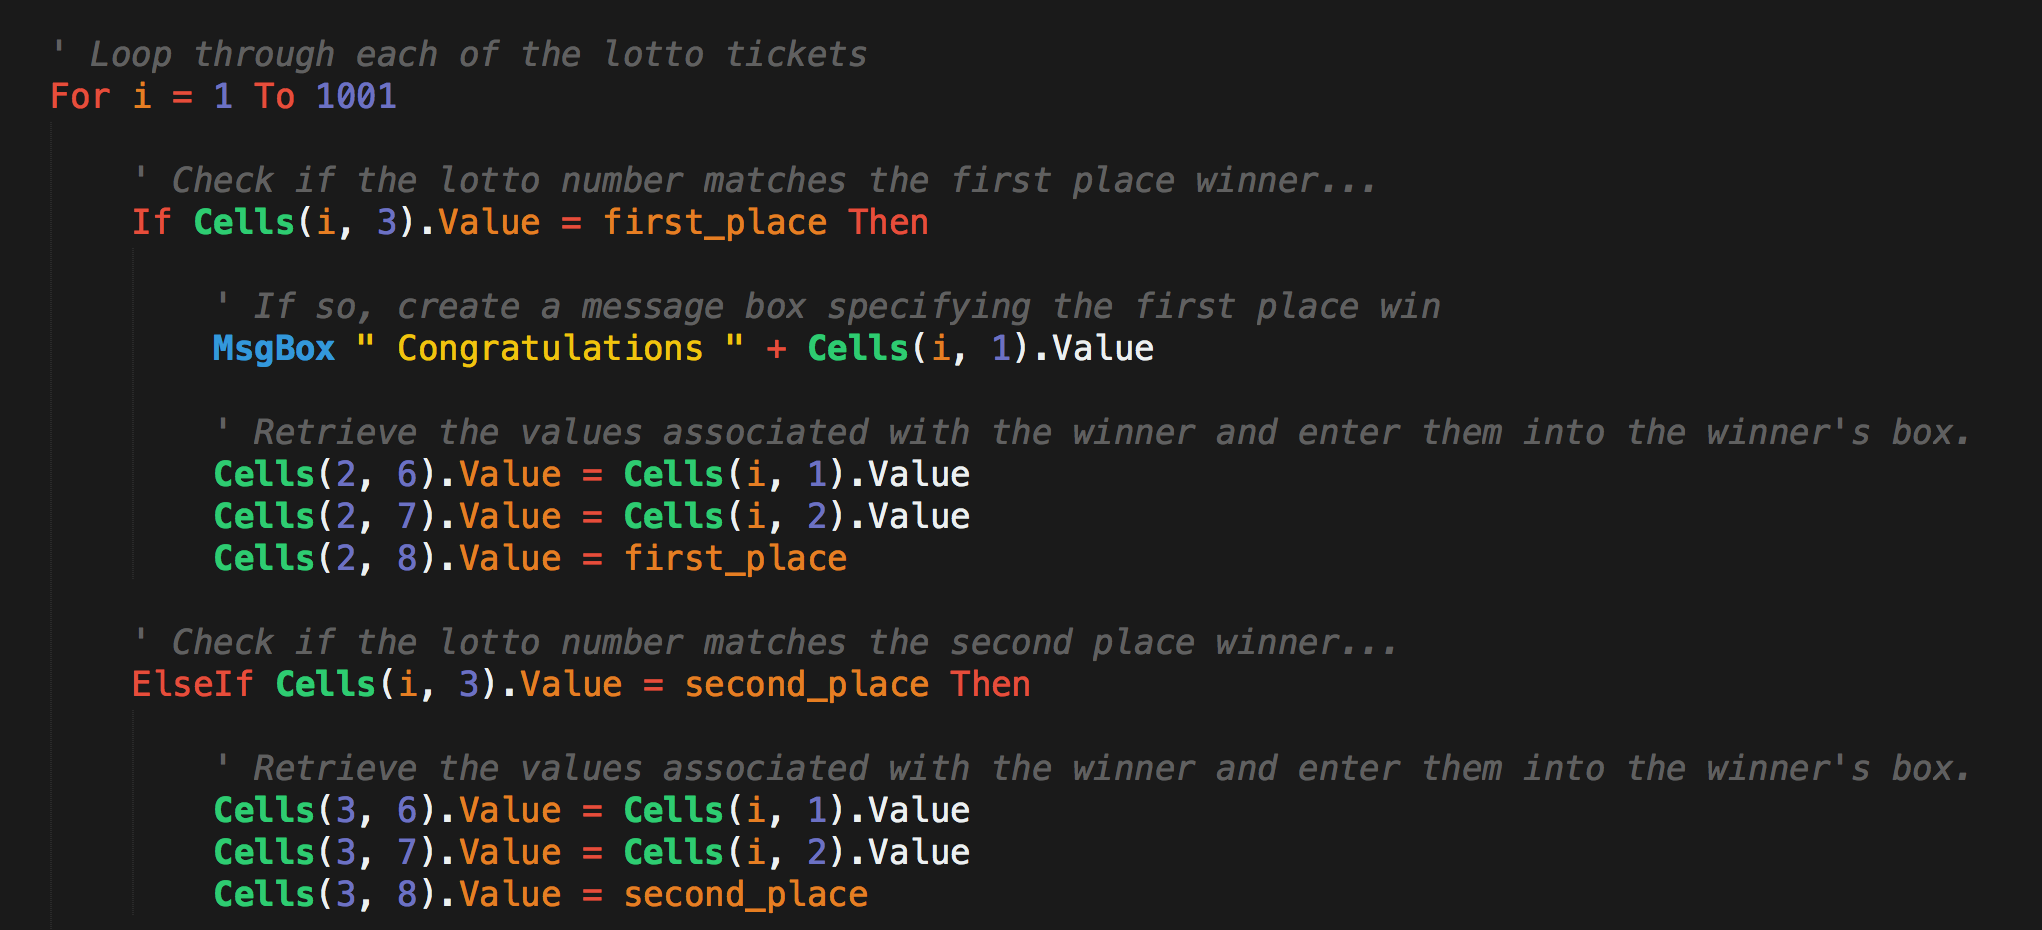 ' Loop through each of the lotto tickets
For i = 1 To 1001
' Check if the lotto number matches the first place winner...
If Cells(i, 3).Value = first_place Then
' If so, create a message box specifying the first place win
MsgBox " Congratulations " + Cells(i, 1).Value
' Retrieve the values associated with the winner and enter them into the winner's box.
Cells(2, 6).Value = Cells(i, 1).Value
Cells(2, 7).Value = Cells(i, 2).Value
Cells(2, 8).Value = first_place
' Check if the lotto number matches the second place winner...
ElseIf Cells(i, 3).Value = second_place Then
' Retrieve the values associated with the winner and enter them into the winner's box.
Cells(3, 6).Value = Cells(i, 1).Value
Cells(3, 7).Value = Cells(i, 2).Value
Cells(3, 8).Value = second_place